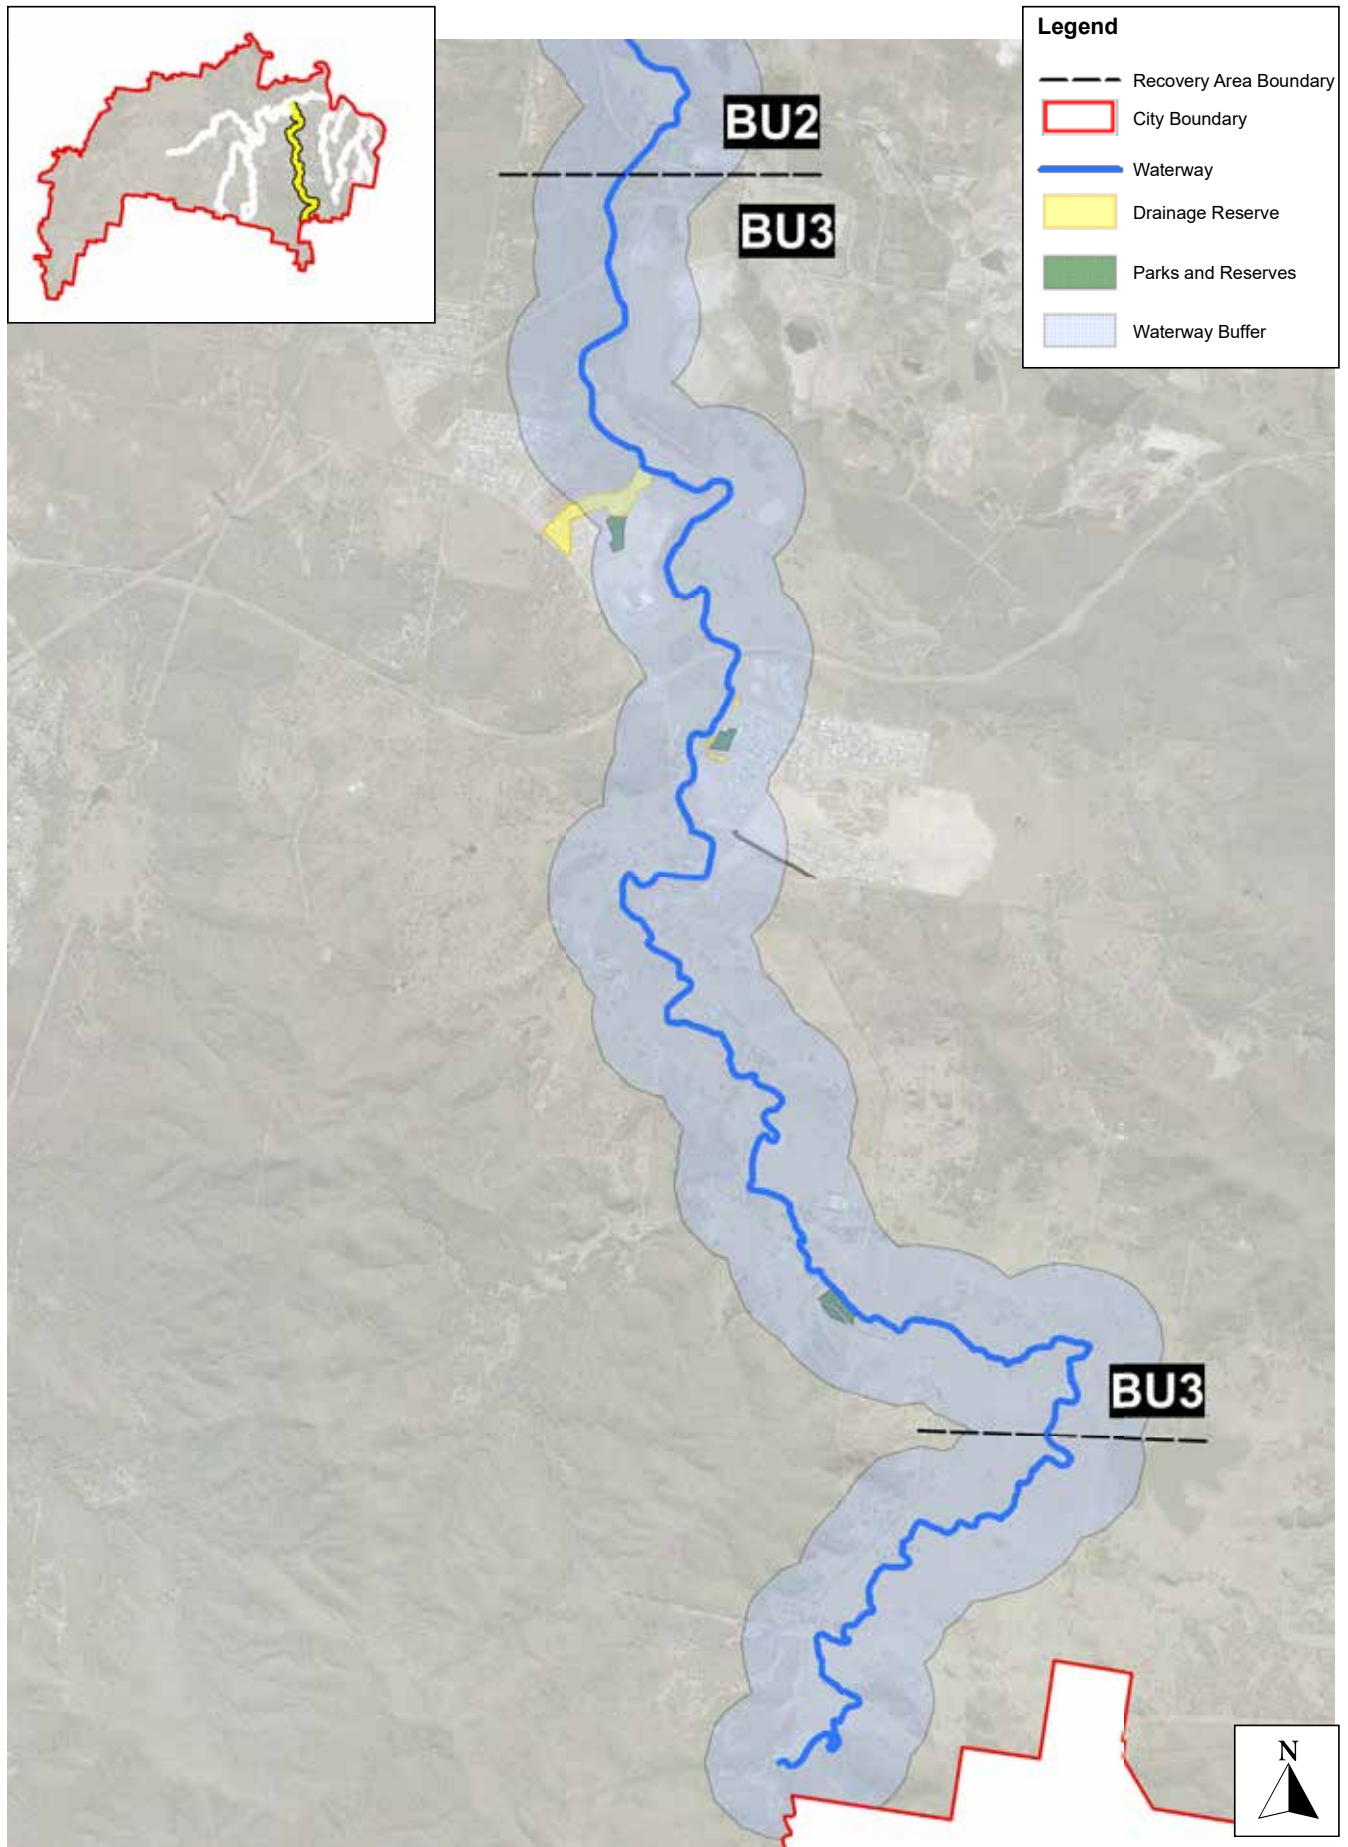 Legend
Recovery Area Boundary
City Boundary
Waterway
Drainage Reserve
Parks and Reserves
Waterway Buffer
BU2
BU3
BU3
N